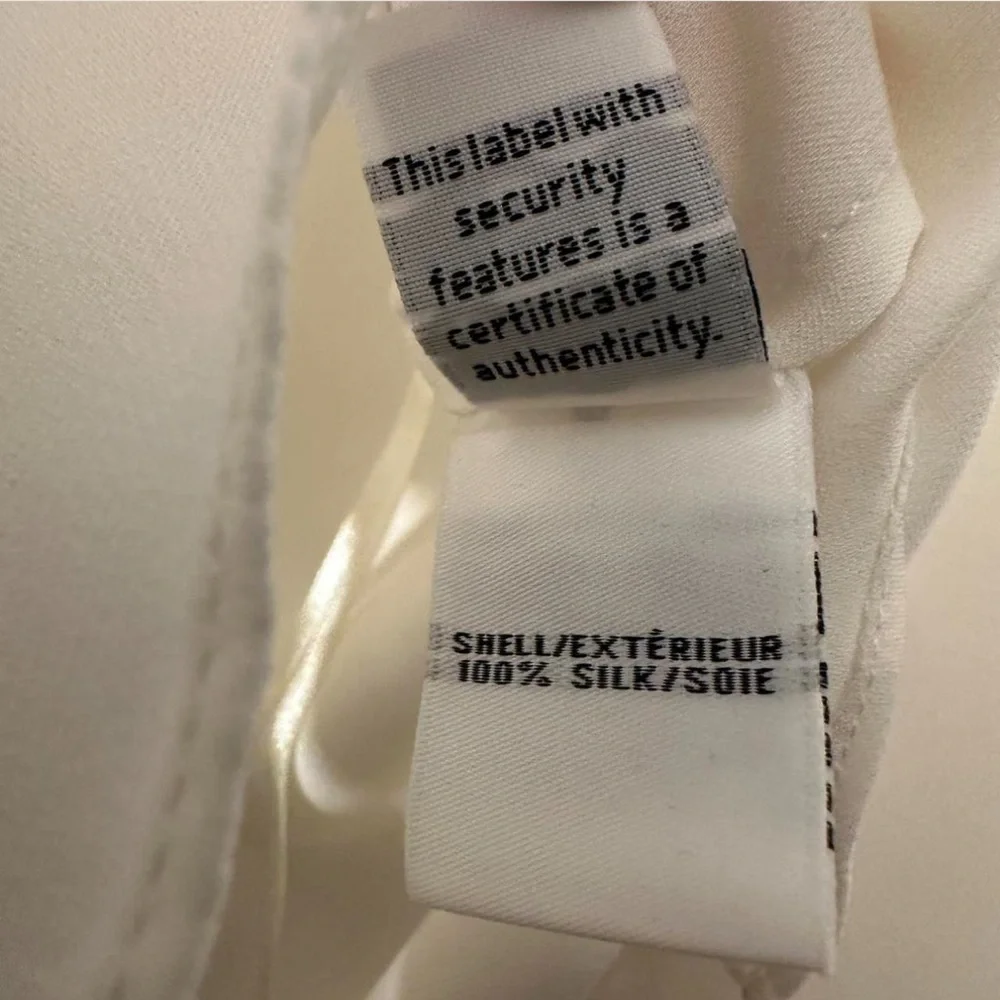 This label with
security
features is a
certificate of
authenticity.
SHELL/EXTÉRIEUR
100% SILK/SOIE